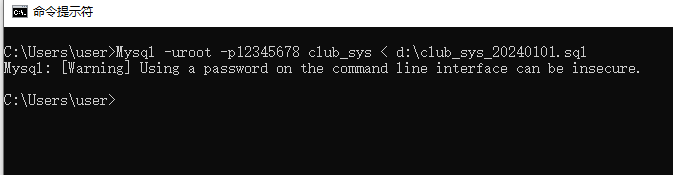 命令提示符
C:\Users\user>Mysql -uroot -p12345678 club_sys < d:\club_sys_20240101.sql
Mysql: [Warning] Using a password on the command line interface can be insecure.
C:\Users\user>